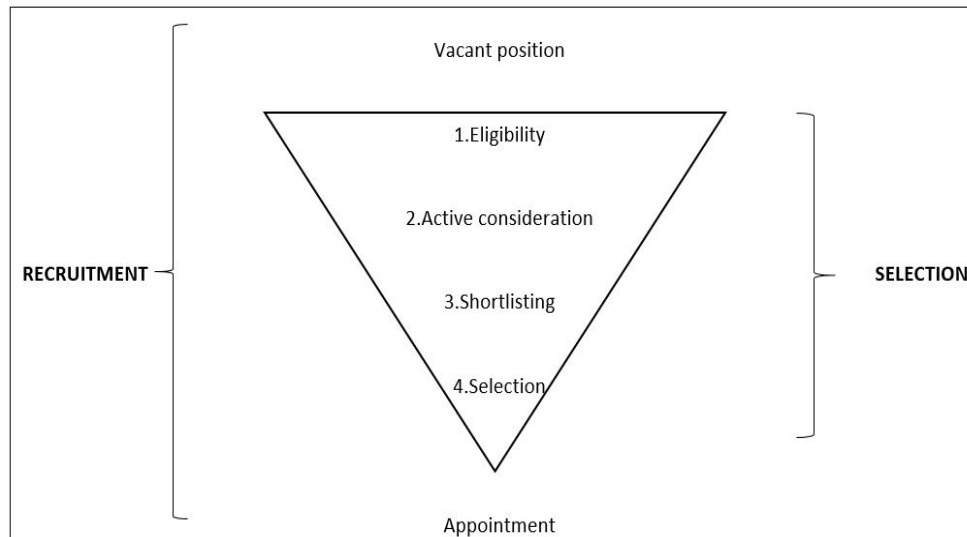 Vacant position
1.Eligibility
2.Active consideration
RECRUITMENT
SELECTION
3.Shortlisting
4.Selection
Appointment